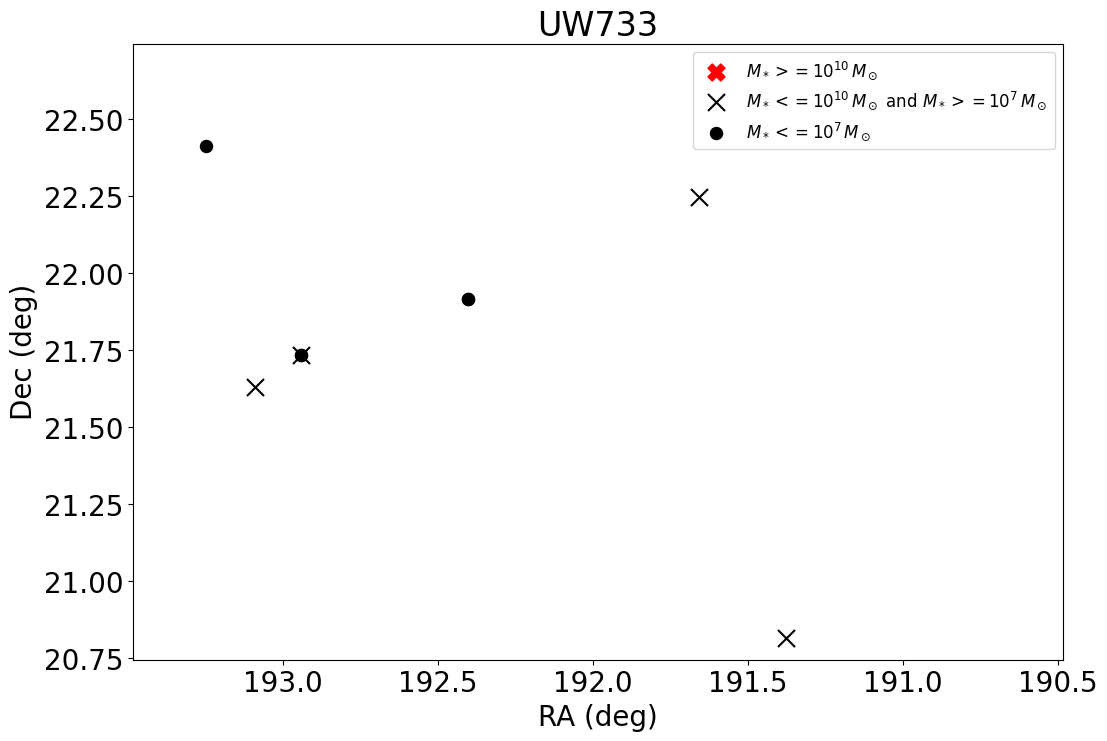 UW733
M* >= 10^10 M⊙
M* <= 10^10 M⊙ and M* >= 10^7 M⊙
M* <= 10^7 M⊙
22.50
22.25
22.00
21.75
21.50
21.25
21.00
20.75
Dec (deg)
193.0 192.5 192.0 191.5 191.0 190.5
RA (deg)